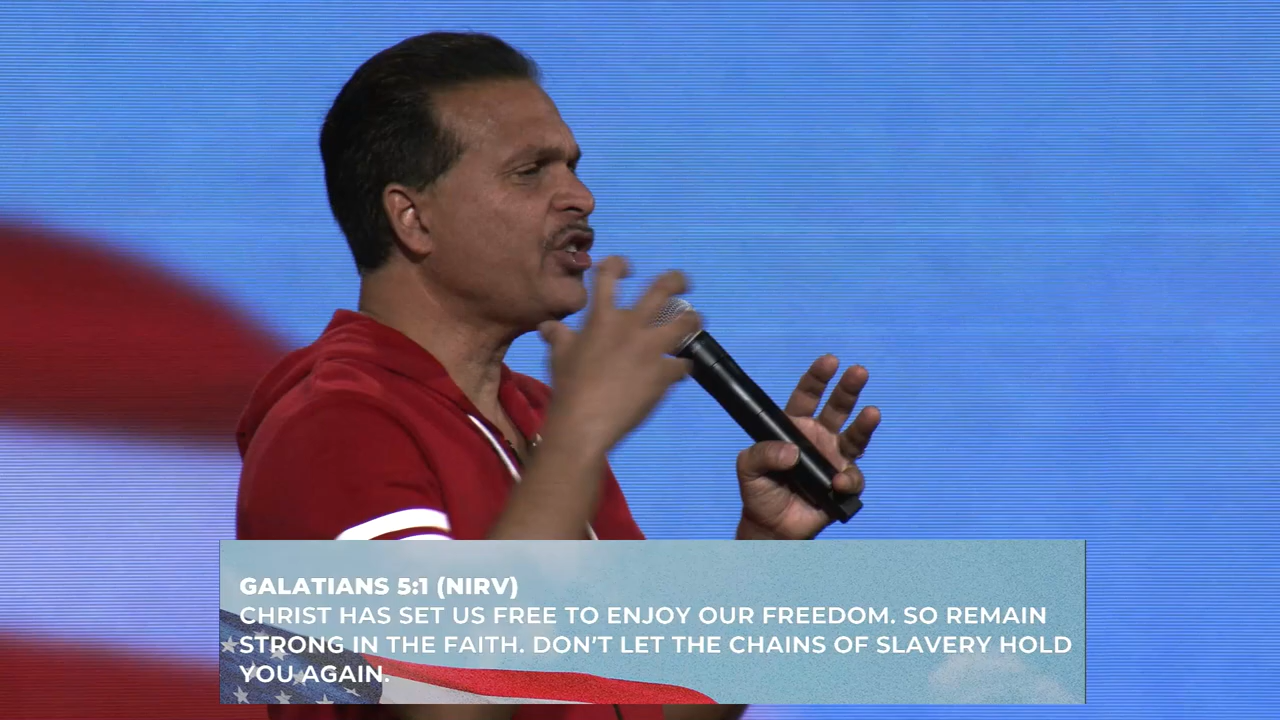 GALATIANS 5:1 (NIRV)
CHRIST HAS SET US FREE TO ENJOY OUR FREEDOM. SO REMAIN
STRONG IN THE FAITH. DON'T LET THE CHAINS OF SLAVERY HOLD
YOU AGAIN.